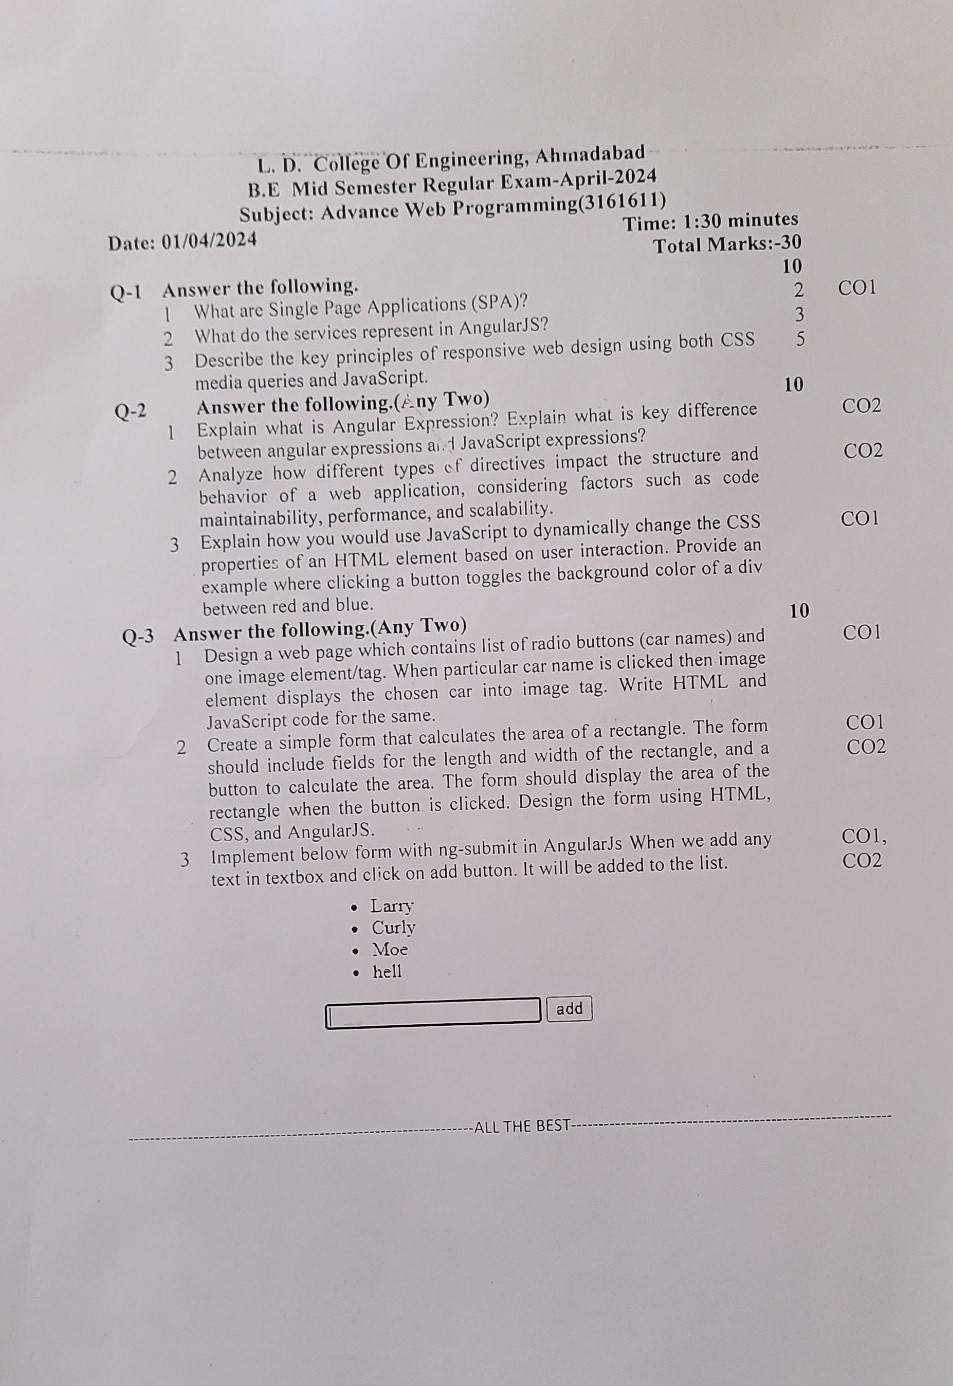 L. D. College Of Engineering, Ahmadabad
B.E Mid Semester Regular Exam-April-2024
Subject: Advance Web Programming(3161611)
Date: 01/04/2024
Time: 1:30 minutes
Total Marks:-30
Q-1 Answer the following. 10
1 What are Single Page Applications (SPA)? 2 CO1
2 What do the services represent in AngularJS? 3
3 Describe the key principles of responsive web design using both CSS 5
media queries and JavaScript.
Q-2 Answer the following.(Any Two) 10
1 Explain what is Angular Expression? Explain what is key difference CO2
between angular expressions and JavaScript expressions?
2 Analyze how different types of directives impact the structure and CO2
behavior of a web application, considering factors such as code
maintainability, performance, and scalability.
3 Explain how you would use JavaScript to dynamically change the CSS CO1
properties of an HTML element based on user interaction. Provide an
example where clicking a button toggles the background color of a div
between red and blue.
Q-3 Answer the following.(Any Two) 10
1 Design a web page which contains list of radio buttons (car names) and CO1
one image element/tag. When particular car name is clicked then image
element displays the chosen car into image tag. Write HTML and
JavaScript code for the same.
2 Create a simple form that calculates the area of a rectangle. The form CO1
should include fields for the length and width of the rectangle, and a CO2
button to calculate the area. The form should display the area of the
rectangle when the button is clicked. Design the form using HTML,
CSS, and AngularJS.
3 Implement below form with ng-submit in AngularJs When we add any CO1,
text in textbox and click on add button. It will be added to the list. CO2
• Larry
• Curly
• Moe
• hell
add
-----ALL THE BEST-----